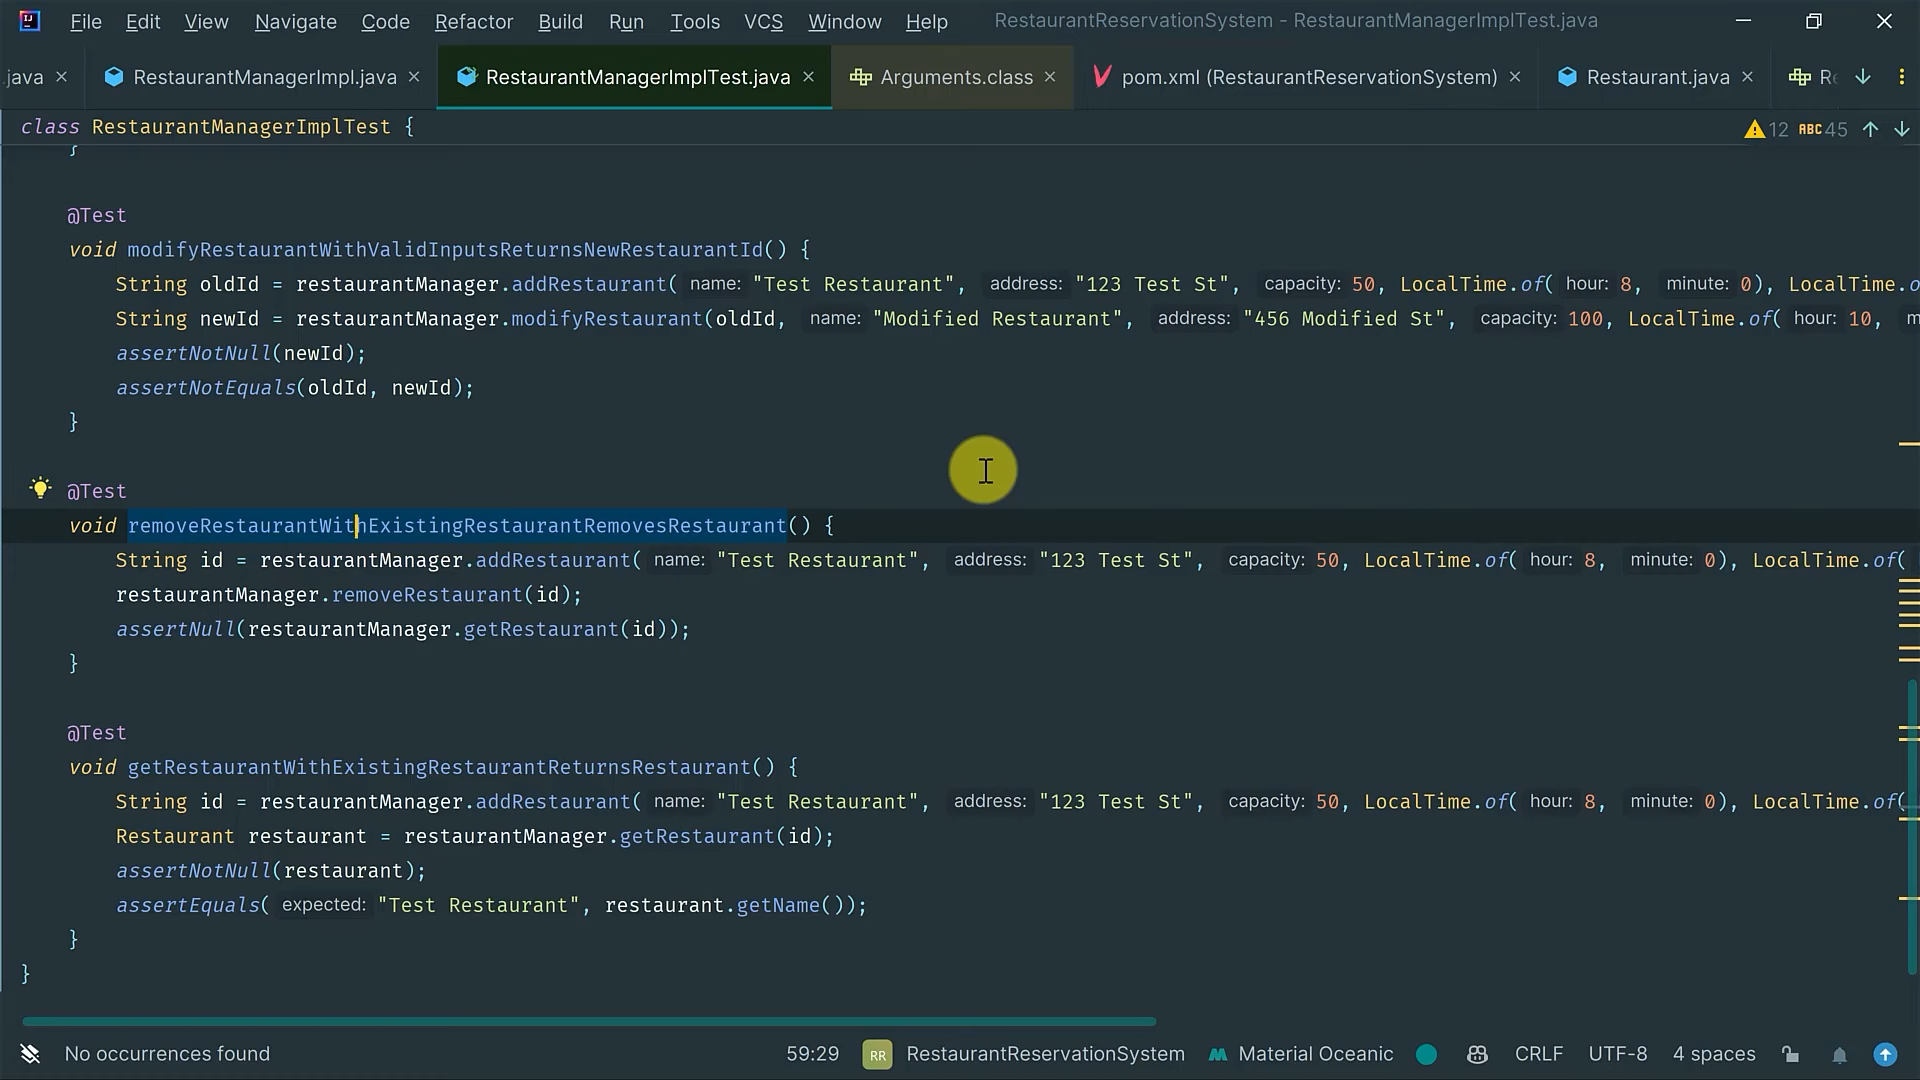 File Edit View Navigate Code Refactor Build Run Tools VCS Window Help RestaurantReservationSystem - RestaurantManagerImplTest.java
.java RestaurantManagerImpl.java RestaurantManagerImplTest.java Arguments.class pom.xml (RestaurantReservationSystem) Restaurant.java
class RestaurantManagerImplTest { 12 ABC 45
}
@Test
void modifyRestaurantWithValidInputsReturnsNewRestaurantId() {
String oldId = restaurantManager.addRestaurant( name: "Test Restaurant", address: "123 Test St", capacity: 50, LocalTime.of( hour: 8, minute: 0), LocalTime.o
String newId = restaurantManager.modifyRestaurant(oldId, name: "Modified Restaurant", address: "456 Modified St", capacity: 100, LocalTime.of( hour: 10, m
assertNotNull(newId);
assertNotEquals(oldId, newId);
}
@Test
void removeRestaurantWithExistingRestaurantRemovesRestaurant() {
String id = restaurantManager.addRestaurant( name: "Test Restaurant", address: "123 Test St", capacity: 50, LocalTime.of( hour: 8, minute: 0), LocalTime.of(
restaurantManager.removeRestaurant(id);
assertNull(restaurantManager.getRestaurant(id));
}
@Test
void getRestaurantWithExistingRestaurantReturnsRestaurant() {
String id = restaurantManager.addRestaurant( name: "Test Restaurant", address: "123 Test St", capacity: 50, LocalTime.of( hour: 8, minute: 0), LocalTime.of(
Restaurant restaurant = restaurantManager.getRestaurant(id);
assertNotNull(restaurant);
assertEquals( expected: "Test Restaurant", restaurant.getName());
}
}
No occurrences found 59:29 RR RestaurantReservationSystem Material Oceanic CRLF UTF-8 4 spaces